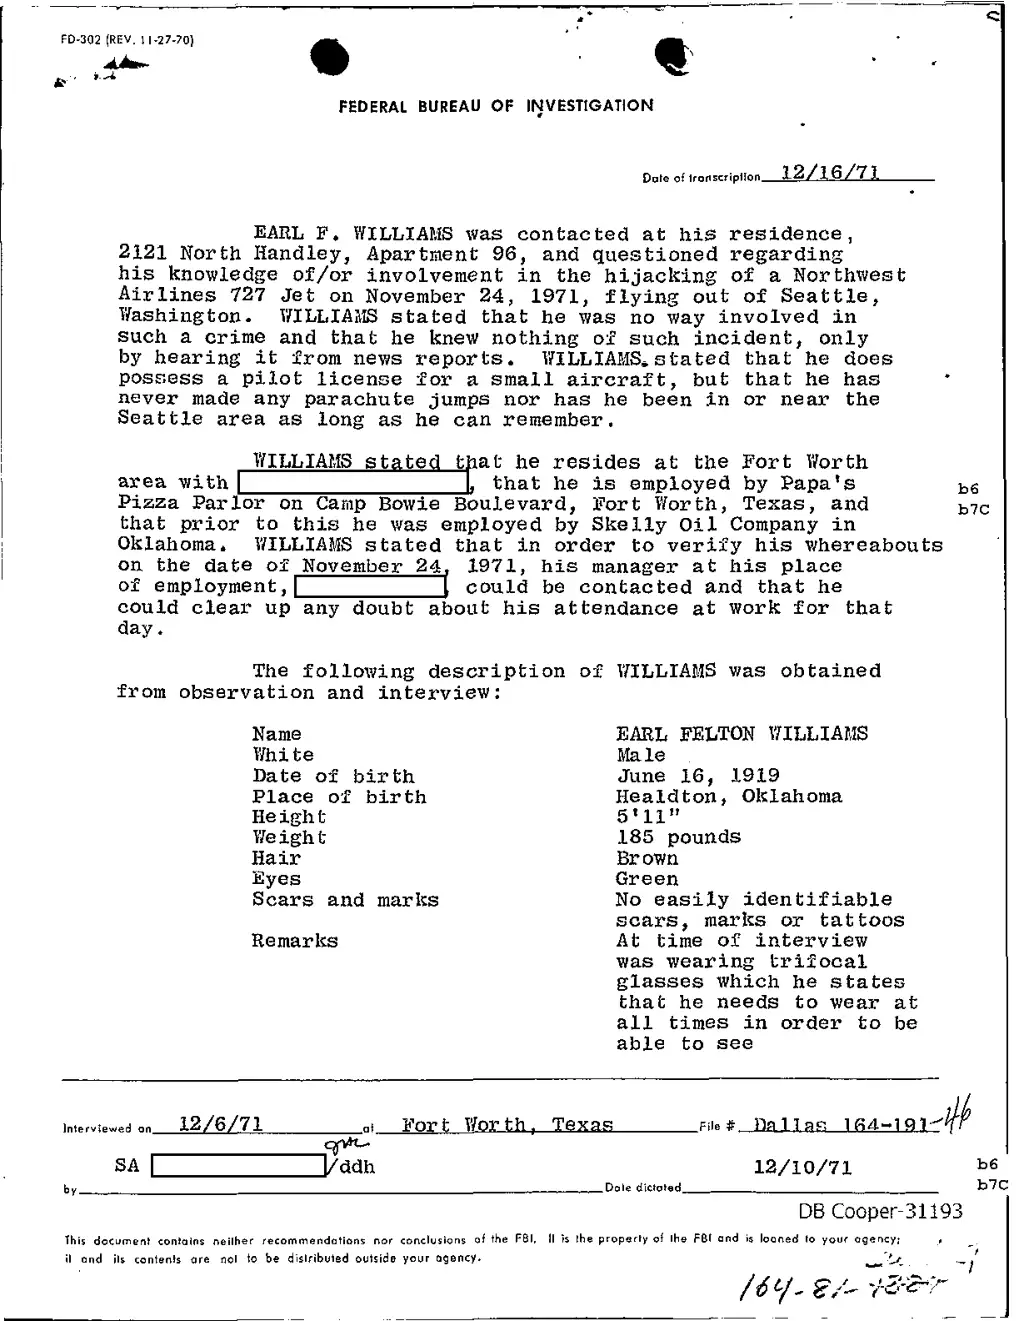 FD-302 (REV. 11-27-70)
FEDERAL BUREAU OF INVESTIGATION
Date of transcription 12/16/71
EARL F. WILLIAMS was contacted at his residence,
2121 North Handley, Apartment 96, and questioned regarding
his knowledge of/or involvement in the hijacking of a Northwest
Airlines 727 Jet on November 24, 1971, flying out of Seattle,
Washington. WILLIAMS stated that he was no way involved in
such a crime and that he knew nothing of such incident, only
by hearing it from news reports. WILLIAMS stated that he does
possess a pilot license for a small aircraft, but that he has
never made any parachute jumps nor has he been in or near the
Seattle area as long as he can remember.
WILLIAMS stated that he resides at the Fort Worth
area with , that he is employed by Papa's
b6
Pizza Parlor on Camp Bowie Boulevard, Fort Worth, Texas, and
b7C
that prior to this he was employed by Skelly Oil Company in
Oklahoma. WILLIAMS stated that in order to verify his whereabouts
on the date of November 24, 1971, his manager at his place
of employment, , could be contacted and that he
could clear up any doubt about his attendance at work for that
day.
The following description of WILLIAMS was obtained
from observation and interview:
Name EARL FELTON WILLIAMS
White Male
Date of birth June 16, 1919
Place of birth Healdton, Oklahoma
Height 5'11"
Weight 185 pounds
Hair Brown
Eyes Green
Scars and marks No easily identifiable
scars, marks or tattoos
Remarks At time of interview
was wearing trifocal
glasses which he states
that he needs to wear at
all times in order to be
able to see
Interviewed on 12/6/71 at Fort Worth, Texas File # Dallas 164-191-46
SA /ddh 12/10/71 b6
by Date dictated b7C
DB Cooper-31193
This document contains neither recommendations nor conclusions of the FBI. It is the property of the FBI and is loaned to your agency;
it and its contents are not to be distributed outside your agency.
164-81-